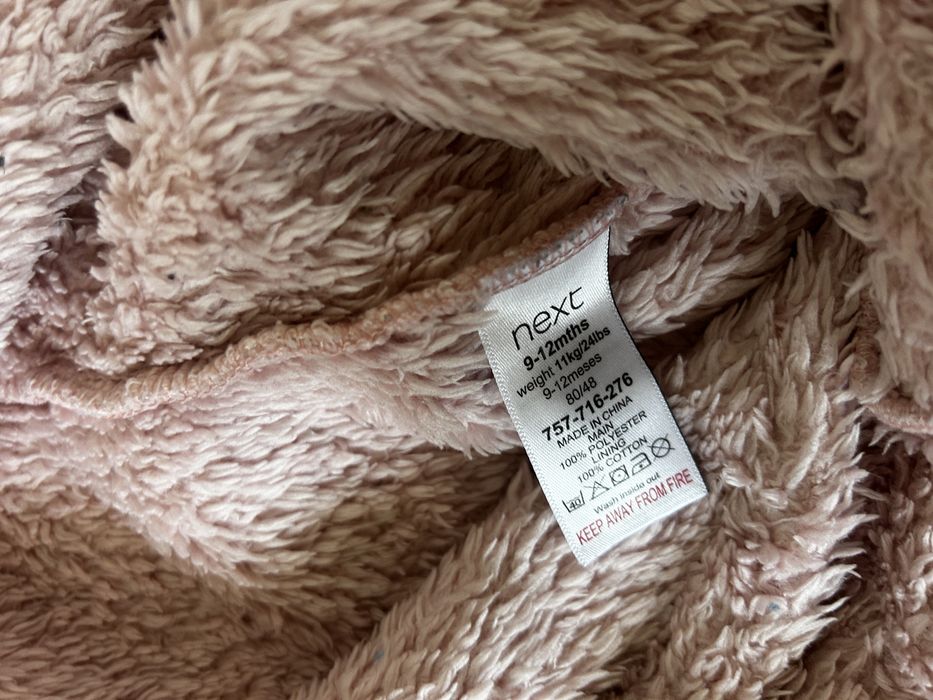 next
9-12mths
weight 11kg/24lbs
9-12meses
80/48
757-716-276
MADE IN CHINA
MAIN
100% POLYESTER
LINING
100% COTTON
40
Wash inside out
KEEP AWAY FROM FIRE